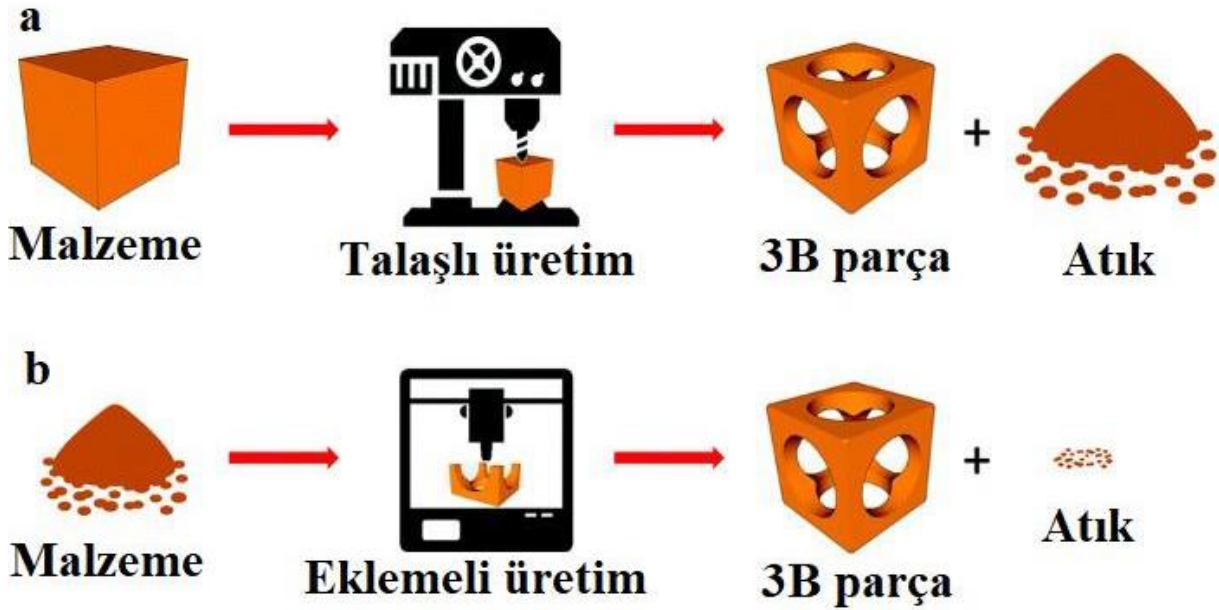 a
Malzeme
Talaşlı üretim
3B parça
+
Atık
b
Malzeme
Eklemeli üretim
3B parça
+
Atık